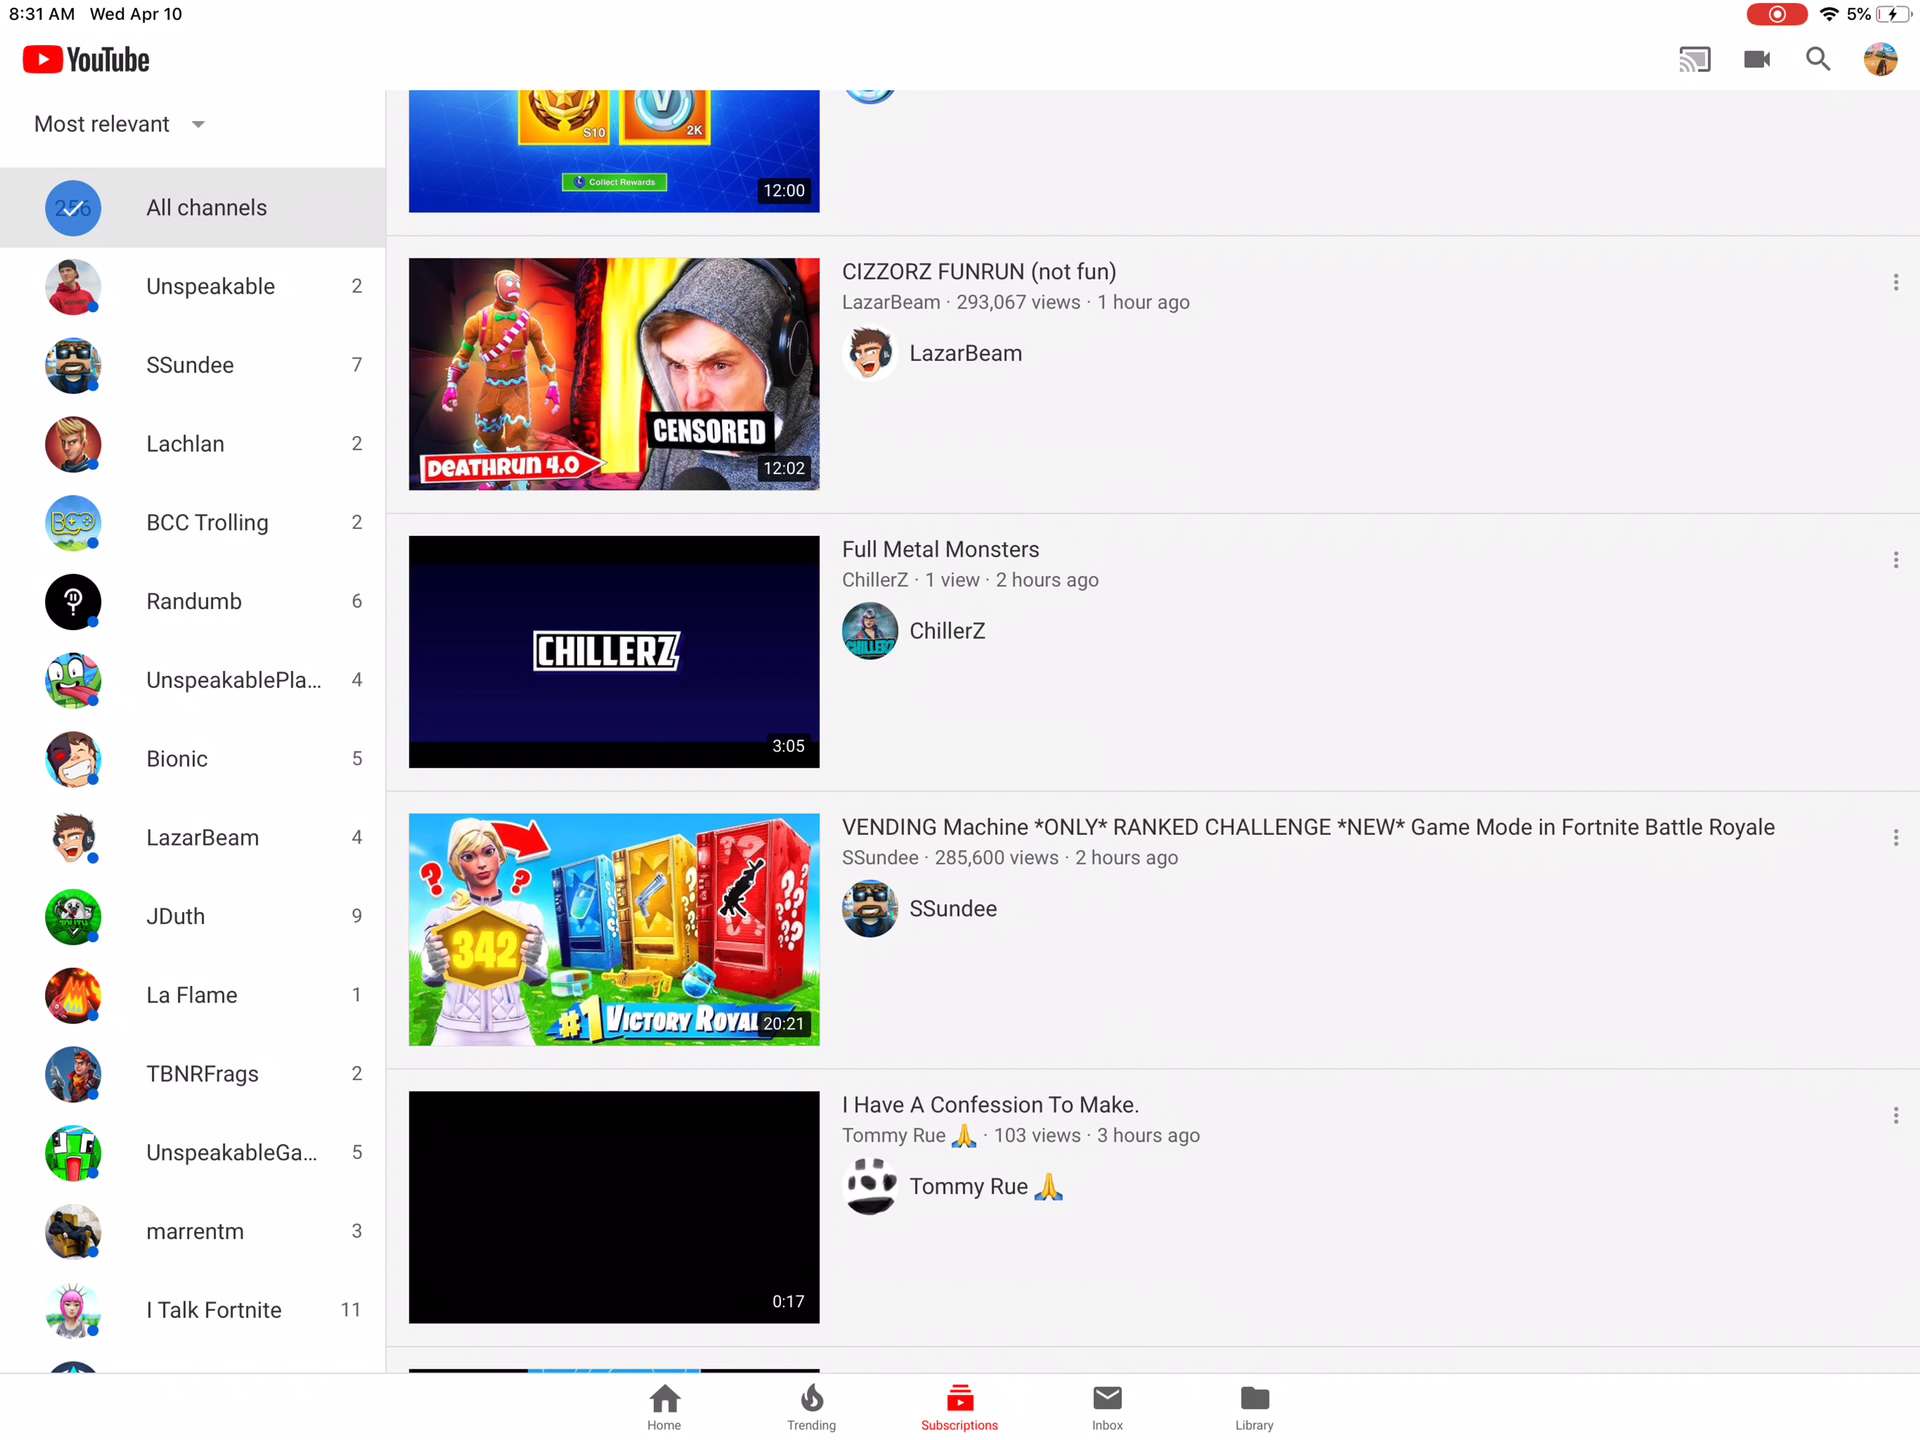 8:31 AM Wed Apr 10
5%
YouTube
Most relevant
256
All channels
Unspeakable 2
SSundee 7
Lachlan 2
BCC Trolling 2
Randumb 6
UnspeakablePla... 4
Bionic 5
LazarBeam 4
JDuth 9
La Flame 1
TBNRFrags 2
UnspeakableGa... 5
marrentm 3
I Talk Fortnite 11
S10
V
2K
Collect Rewards
12:00
CENSORED
DEATHRUN 4.0
12:02
CIZZORZ FUNRUN (not fun)
LazarBeam · 293,067 views · 1 hour ago
LazarBeam
CHILLERZ
3:05
Full Metal Monsters
ChillerZ · 1 view · 2 hours ago
CHILLERZ
ChillerZ
342
#1 VICTORY ROYAL
20:21
VENDING Machine *ONLY* RANKED CHALLENGE *NEW* Game Mode in Fortnite Battle Royale
SSundee · 285,600 views · 2 hours ago
SSundee
0:17
I Have A Confession To Make.
Tommy Rue 🙏 · 103 views · 3 hours ago
Tommy Rue 🙏
Home
Trending
Subscriptions
Inbox
Library